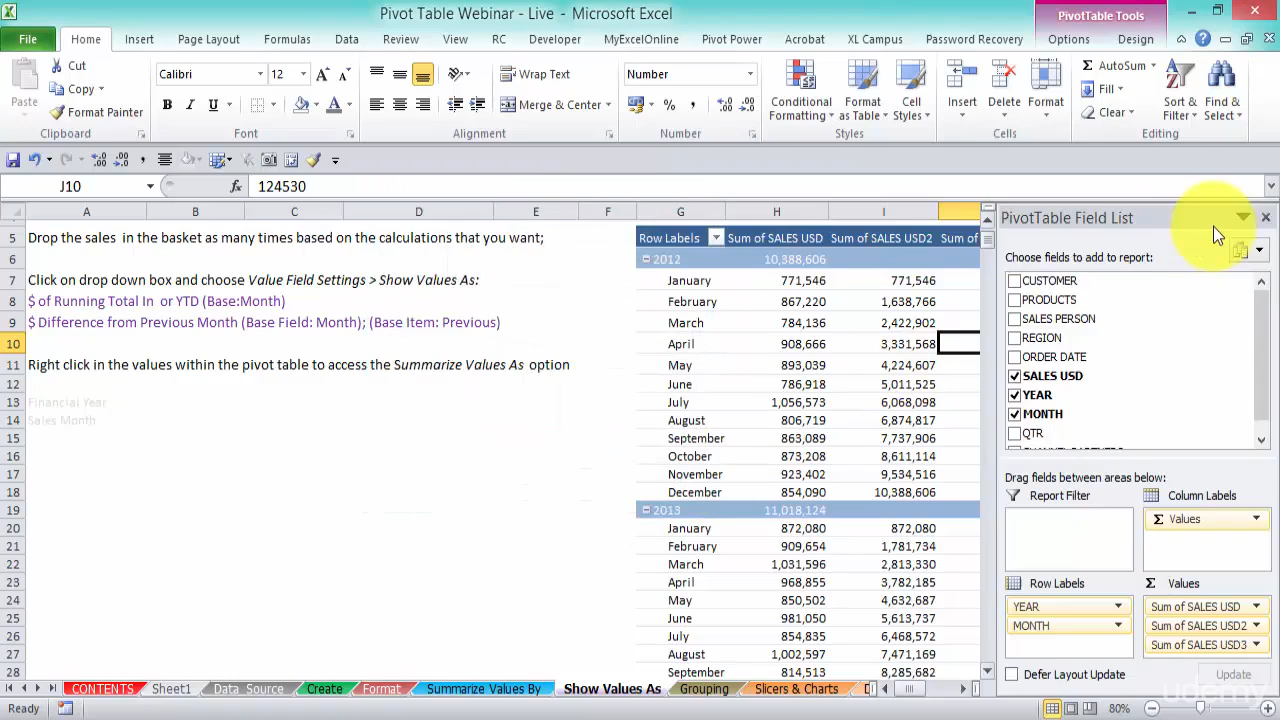 Pivot Table Webinar - Live - Microsoft Excel
PivotTable Tools
File Home Insert Page Layout Formulas Data Review View RC Developer MyExcelOnline Power Pivot Acrobat XL Campus Password Recovery Options Design
Paste
Cut
Copy
Format Painter
Clipboard
Calibri 12
B I U
Font
Wrap Text
Merge & Center
Alignment
Number
Number
Conditional Formatting
Format as Table
Cell Styles
Styles
Insert
Delete
Format
Cells
AutoSum
Fill
Clear
Sort & Filter
Find & Select
Editing
J10 fx 124530
A B C D E F G H I
5 Drop the sales in the basket as many times based on the calculations that you want; Row Labels Sum of SALES USD Sum of SALES USD2 Sum of
6 2012 10,388,606
7 Click on drop down box and choose Value Field Settings > Show Values As: January 771,546 771,546
8 $ of Running Total In or YTD (Base:Month) February 867,220 1,638,766
9 $ Difference from Previous Month (Base Field: Month); (Base Item: Previous) March 784,136 2,422,902
10 April 908,666 3,331,568
11 Right click in the values within the pivot table to access the Summarize Values As option May 893,039 4,224,607
12 June 786,918 5,011,525
13 Financial Year July 1,056,573 6,068,098
14 Sales Month August 806,719 6,874,817
15 September 863,089 7,737,906
16 October 873,208 8,611,114
17 November 923,402 9,534,516
18 December 854,090 10,388,606
19 2013 11,018,124
20 January 872,080 872,080
21 February 909,654 1,781,734
22 March 1,031,596 2,813,330
23 April 968,855 3,782,185
24 May 850,502 4,632,687
25 June 981,050 5,613,737
26 July 854,835 6,468,572
27 August 1,002,597 7,471,169
28 September 814,513 8,285,682
PivotTable Field List
Choose fields to add to report:
CUSTOMER
PRODUCTS
SALES PERSON
REGION
ORDER DATE
SALES USD
YEAR
MONTH
QTR
Drag fields between areas below:
Report Filter Column Labels
Σ Values
Row Labels Σ Values
YEAR Sum of SALES USD
MONTH Sum of SALES USD2
Sum of SALES USD3
Defer Layout Update Update
CONTENTS Sheet1 Data_Source Create Format Summarize Values By Show Values As Grouping Slicers & Charts
udemy
Ready 80%